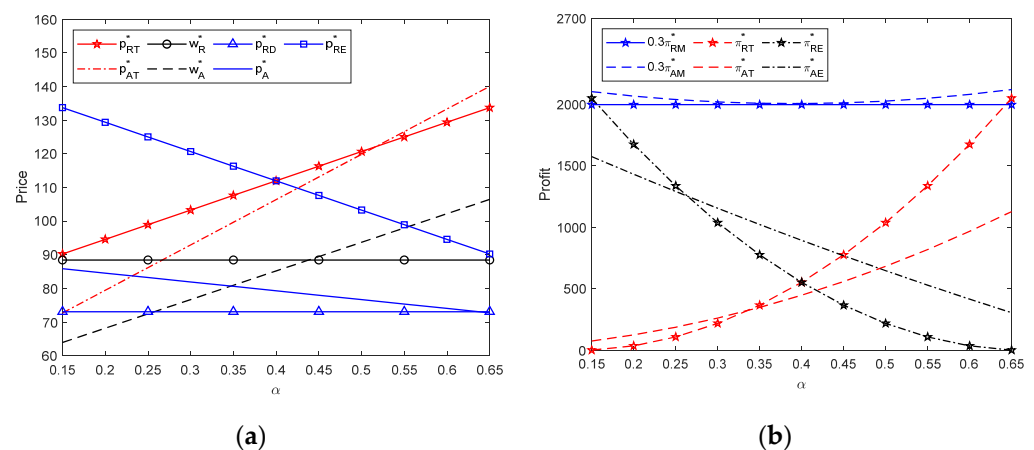 (a)
160
150
140
130
120
110
100
90
80
70
60
Price
0.15 0.2 0.25 0.3 0.35 0.4 0.45 0.5 0.55 0.6 0.65
α
p*RT w*R p*RD p*RE
p*AT w*A p*A
(b)
2700
2000
1500
1000
500
0
Profit
0.15 0.2 0.25 0.3 0.35 0.4 0.45 0.5 0.55 0.6 0.65
α
0.3π*RM π*RT π*RE
0.3π*AM π*AT π*AE